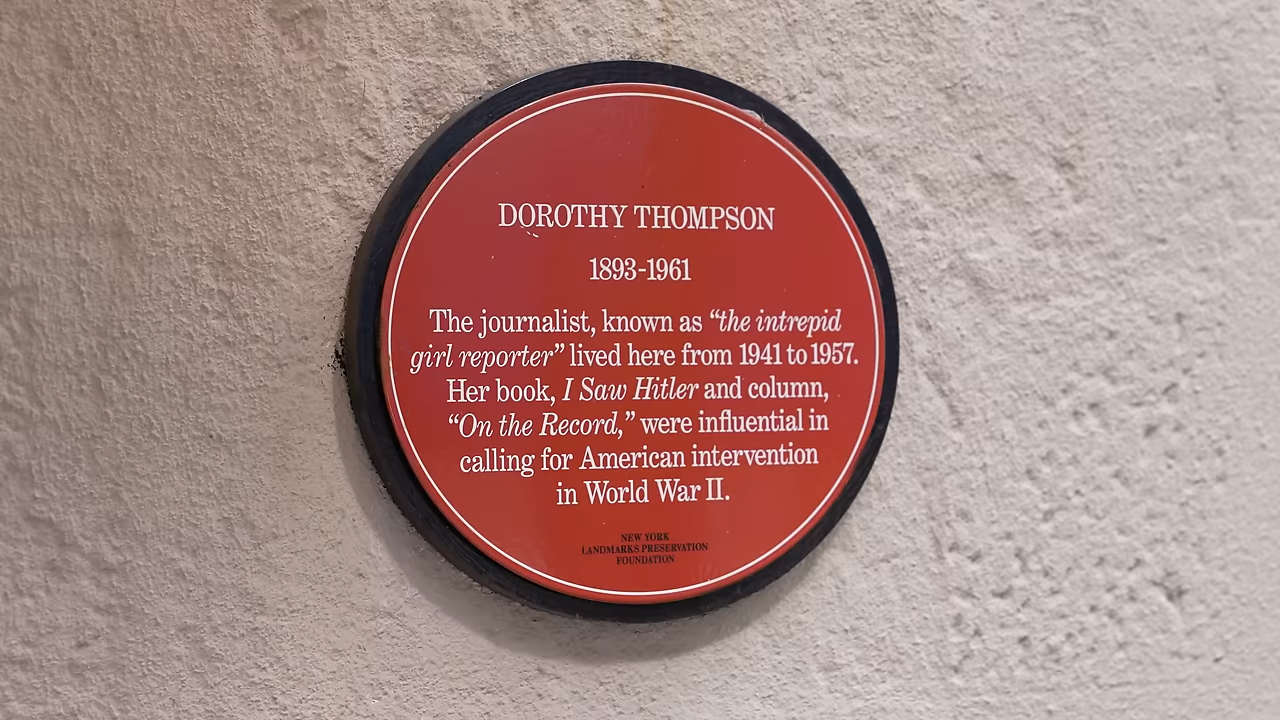 DOROTHY THOMPSON
1893-1961
The journalist, known as “the intrepid
girl reporter” lived here from 1941 to 1957.
Her book, I Saw Hitler and column,
“On the Record,” were influential in
calling for American intervention
in World War II.
NEW YORK
LANDMARKS PRESERVATION
FOUNDATION